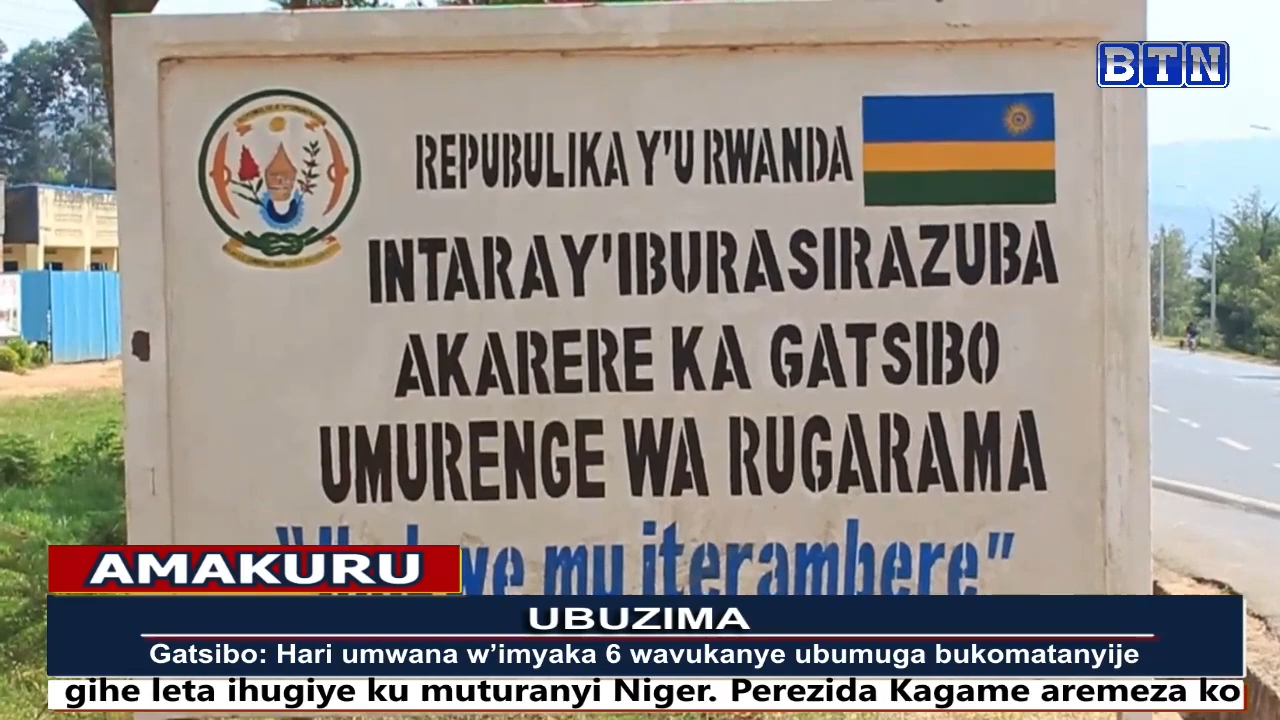 BTN
REPUBULIKA Y'U RWANDA
INTARA Y'IBURASIRAZUBA
AKARERE KA GATSIBO
UMURENGE WA RUGARAMA
mu iterambere"
AMAKURU
UBUZIMA
Gatsibo: Hari umwana w'imyaka 6 wavukanye ubumuga bukomatanyije
gihe leta ihugiye ku muturanyi Niger. Perezida Kagame aremeza ko